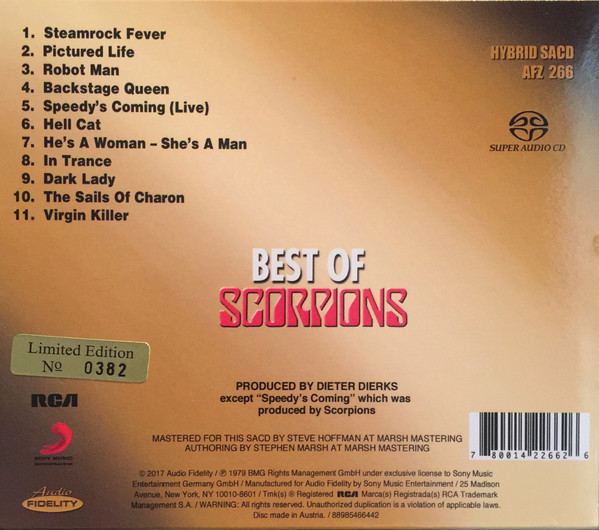 1. Steamrock Fever
2. Pictured Life
3. Robot Man
4. Backstage Queen
5. Speedy's Coming (Live)
6. Hell Cat
7. He's A Woman – She's A Man
8. In Trance
9. Dark Lady
10. The Sails Of Charon
11. Virgin Killer
HYBRID SACD
AFZ 266
SUPER AUDIO CD
BEST OF
SCORPIONS
Limited Edition
No 0382
RCA
SONY MUSIC
Audio
FIDELITY
PRODUCED BY DIETER DIERKS
except "Speedy's Coming" which was
produced by Scorpions
MASTERED FOR THIS SACD BY STEVE HOFFMAN AT MARSH MASTERING
AUTHORING BY STEPHEN MARSH AT MARSH MASTERING
7 80014 22662 6
© 2017 Audio Fidelity / ℗ 1979 BMG Rights Management GmbH under exclusive license to Sony Music
Entertainment Germany GmbH / Manufactured for Audio Fidelity by Sony Music Entertainment / 25 Madison
Avenue, New York, NY 10010-8601 / Tmk(s) ® Registered RCA Marca(s) Registrada(s) RCA Trademark
Management S.A. / WARNING: All rights reserved. Unauthorized duplication is a violation of applicable laws.
Disc made in Austria. / 88985466442